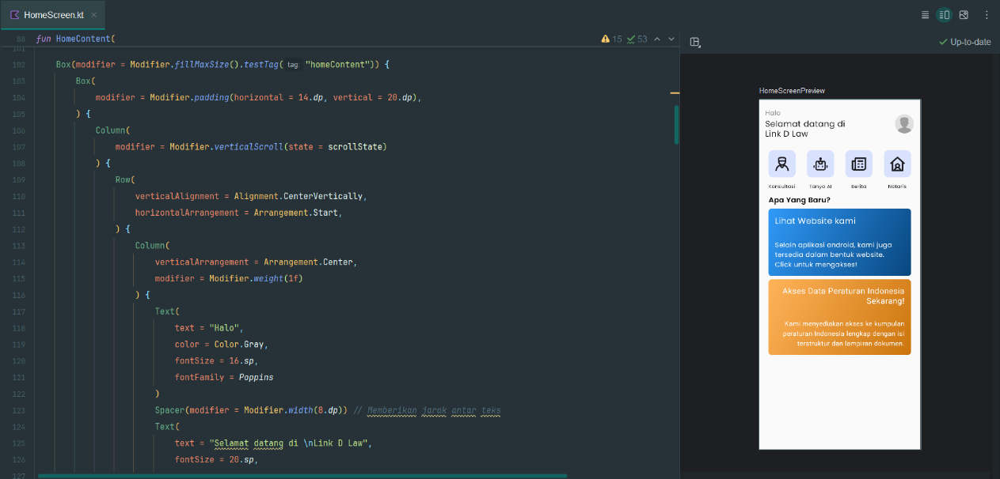 HomeScreen.kt
88 fun HomeContent(
15 53
Up-to-date
101
102 Box(modifier = Modifier.fillMaxSize().testTag( tag: "homeContent")) {
103 Box(
104 modifier = Modifier.padding(horizontal = 14.dp, vertical = 20.dp),
105 ) {
106 Column(
107 modifier = Modifier.verticalScroll(state = scrollState)
108 ) {
109 Row(
110 verticalAlignment = Alignment.CenterVertically,
111 horizontalArrangement = Arrangement.Start,
112 ) {
113 Column(
114 verticalArrangement = Arrangement.Center,
115 modifier = Modifier.weight(1f)
116 ) {
117 Text(
118 text = "Halo",
119 color = Color.Gray,
120 fontSize = 16.sp,
121 fontFamily = Poppins
122 )
123 Spacer(modifier = Modifier.width(8.dp)) // Memberikan jarak antar teks
124 Text(
125 text = "Selamat datang di \nLink D Law",
126 fontSize = 20.sp,
127
HomeScreenPreview
Halo
Selamat datang di
Link D Law
Konsultasi Tanya AI Berita Notaris
Apa Yang Baru?
Lihat Website kami
Selain aplikasi android, kami juga
tersedia dalam bentuk website.
Click untuk mengakses!
Akses Data Peraturan Indonesia
Sekarang!
Kami menyediakan akses ke kumpulan
peraturan Indonesia lengkap dengan isi
terstruktur dan lampiran dokumen.